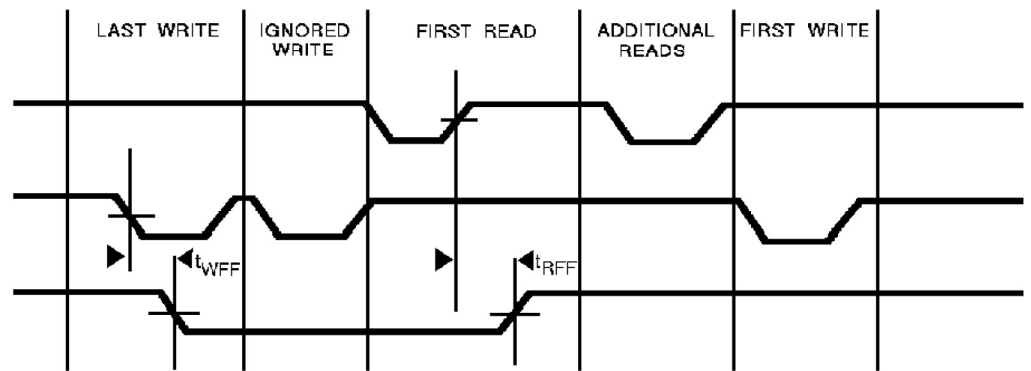 LAST WRITE
IGNORED
WRITE
FIRST READ
ADDITIONAL
READS
FIRST WRITE
tWFF
tRFF